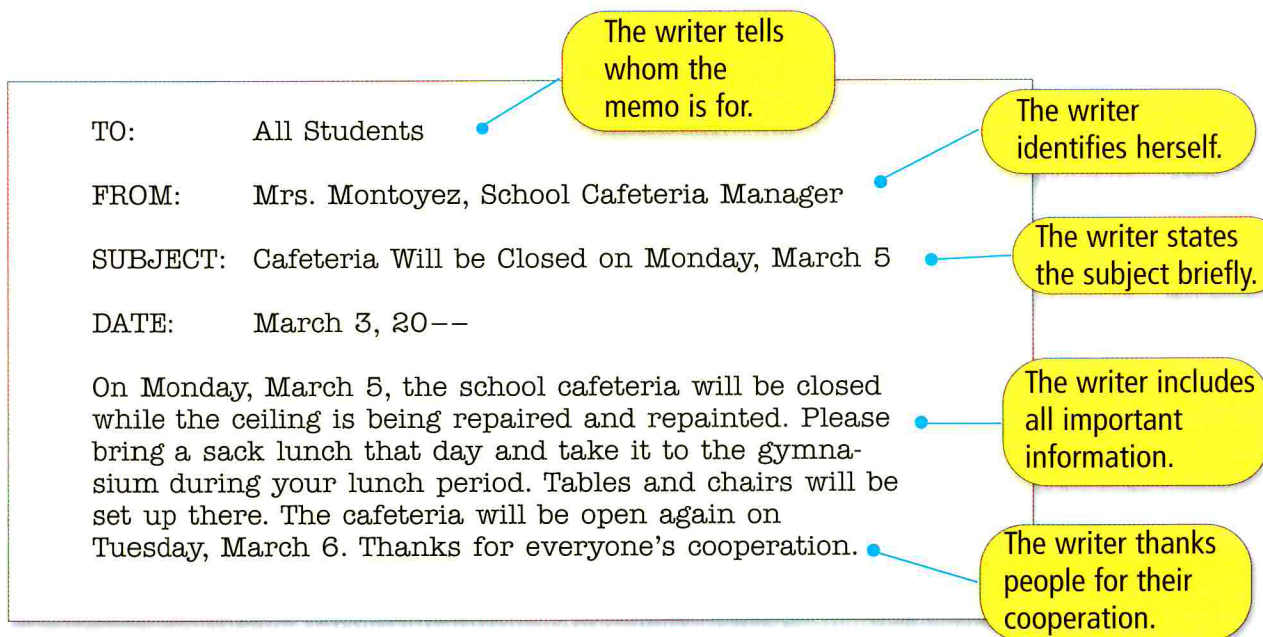 The writer tells
whom the
memo is for.
TO: All Students
The writer
identifies herself.
FROM: Mrs. Montoyez, School Cafeteria Manager
The writer states
the subject briefly.
SUBJECT: Cafeteria Will be Closed on Monday, March 5
DATE: March 3, 20--
On Monday, March 5, the school cafeteria will be closed
while the ceiling is being repaired and repainted. Please
bring a sack lunch that day and take it to the gymna-
sium during your lunch period. Tables and chairs will be
set up there. The cafeteria will be open again on
Tuesday, March 6. Thanks for everyone's cooperation.
The writer includes
all important
information.
The writer thanks
people for their
cooperation.